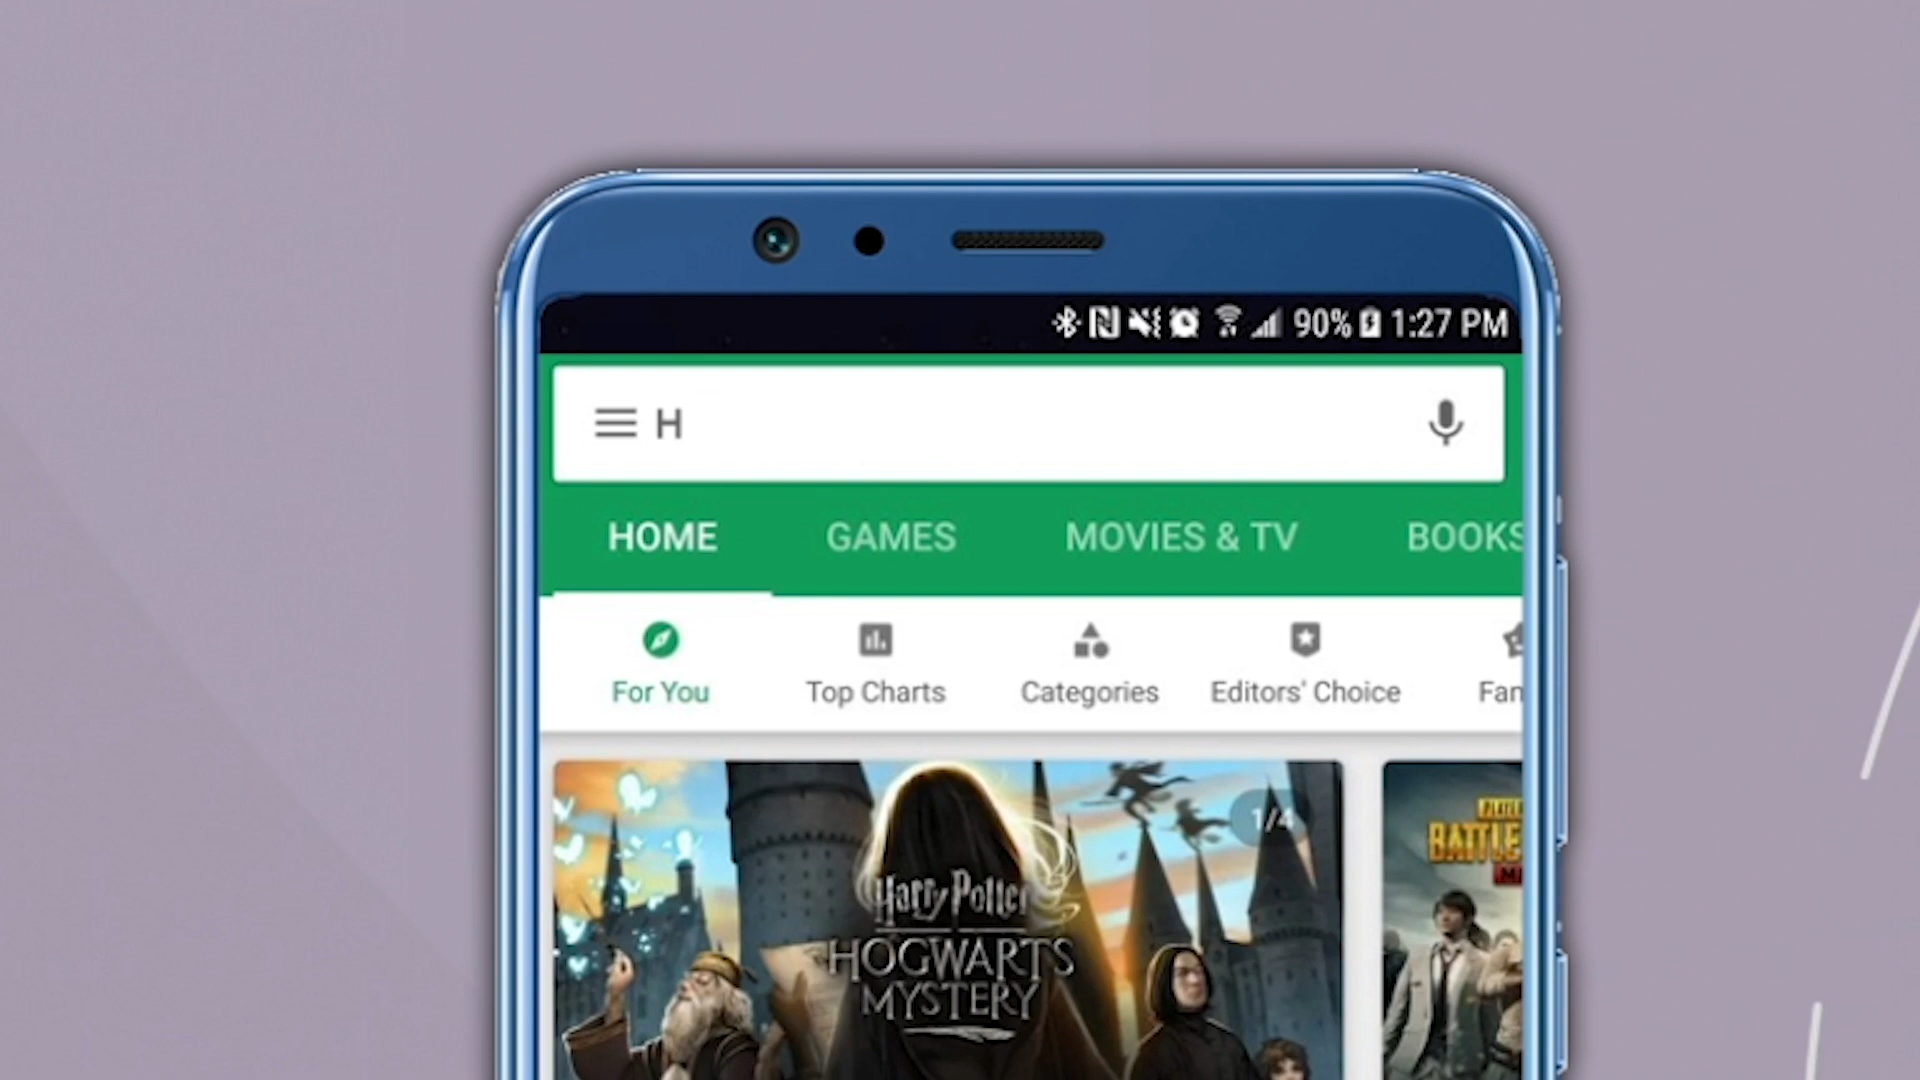 90% 1:27 PM
H
HOME GAMES MOVIES & TV BOOKS
For You Top Charts Categories Editors' Choice Fam
1/4
Harry Potter
HOGWARTS
MYSTERY
BATTLE